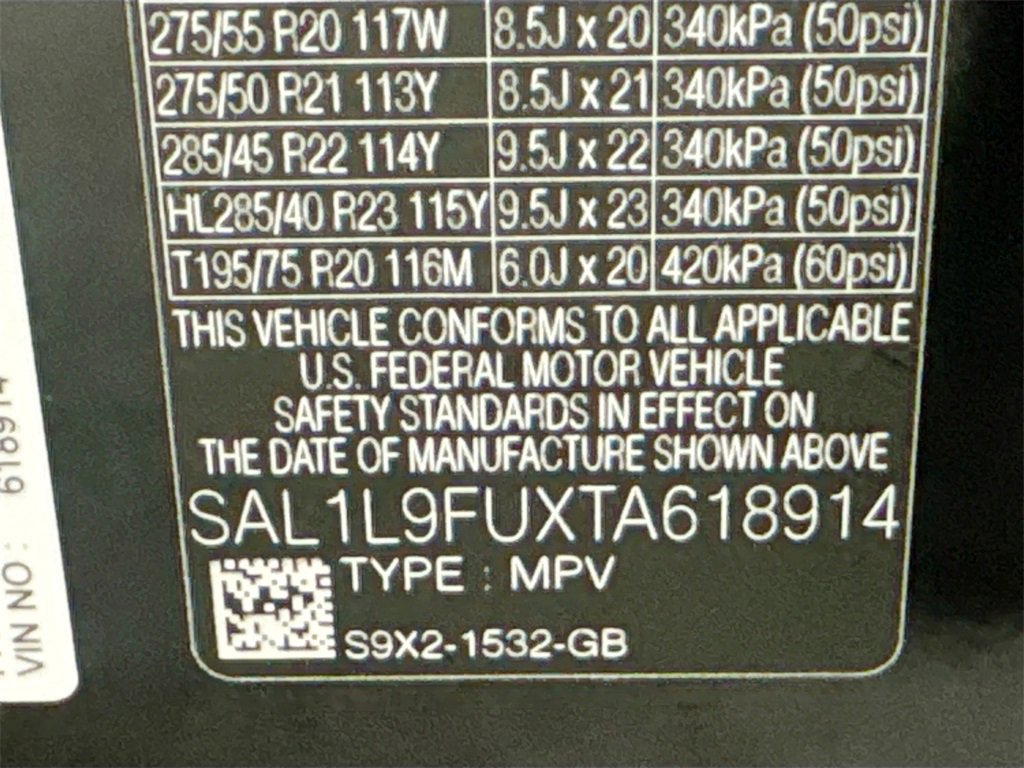 275/55 R20 117W 8.5J x 20 340kPa (50psi)
275/50 R21 113Y 8.5J x 21 340kPa (50psi)
285/45 R22 114Y 9.5J x 22 340kPa (50psi)
HL285/40 R23 115Y 9.5J x 23 340kPa (50psi)
T195/75 R20 116M 6.0J x 20 420kPa (60psi)
THIS VEHICLE CONFORMS TO ALL APPLICABLE
U.S. FEDERAL MOTOR VEHICLE
SAFETY STANDARDS IN EFFECT ON
THE DATE OF MANUFACTURE SHOWN ABOVE
SAL1L9FUXTA618914
TYPE : MPV
S9X2-1532-GB
VIN NO : 618914